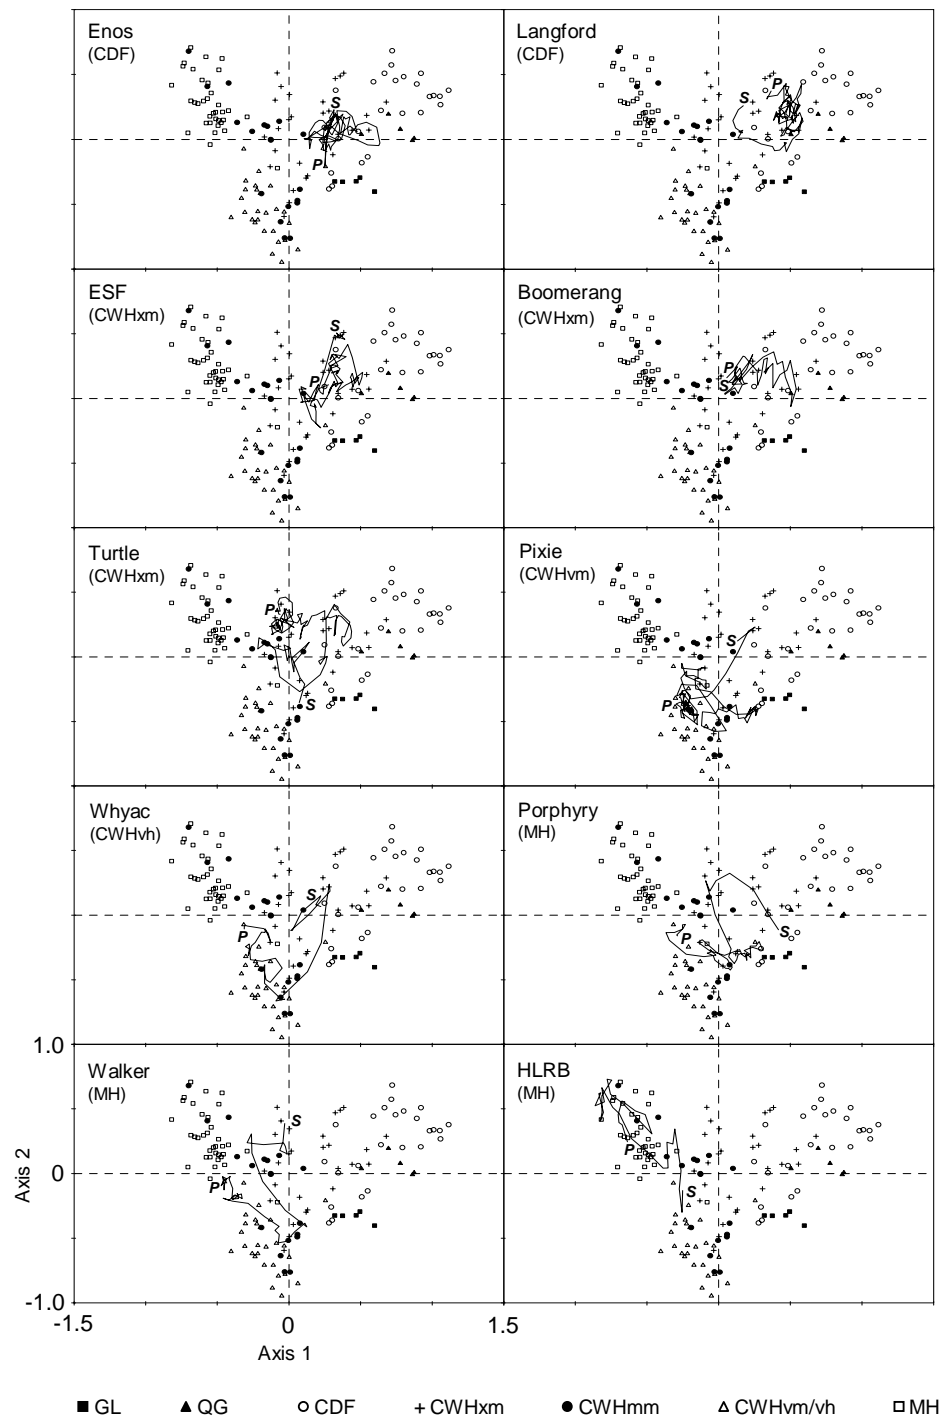 Enos
(CDF)
S
P
Langford
(CDF)
P
S
ESF
(CWHxm)
S
P
Boomerang
(CWHxm)
P
S
Turtle
(CWHxm)
P
S
Pixie
(CWHvm)
S
P
Whyac
(CWHvh)
S
P
Porphyry
(MH)
P
S
1.0
Walker
(MH)
S
P
HLRB
(MH)
P
S
Axis 2
0
-1.0
-1.5 0 1.5
Axis 1
GL QG CDF CWHxm CWHmm CWHvm/vh MH